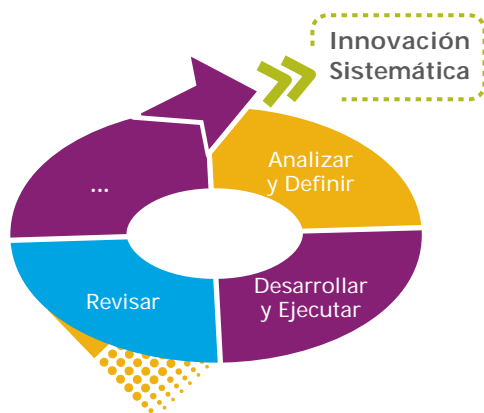 Innovación
Sistemática
Analizar
y Definir
...
Desarrollar
y Ejecutar
Revisar